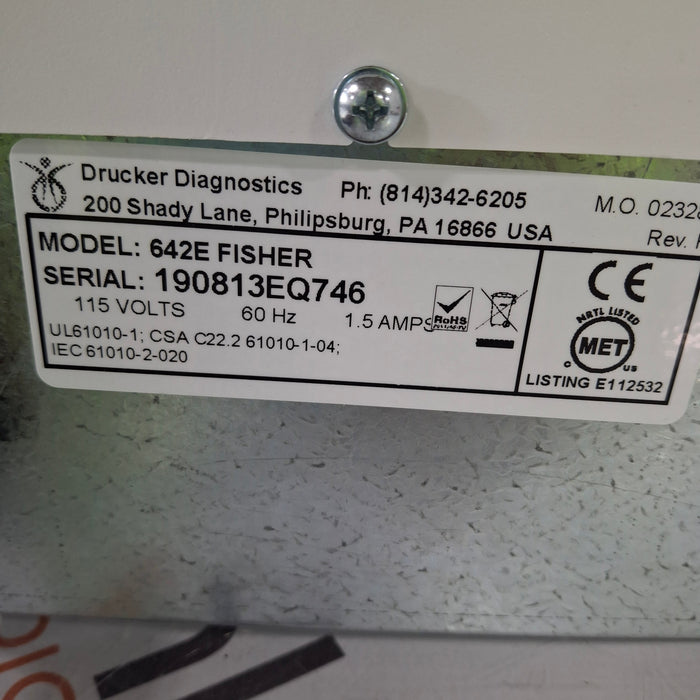 Drucker Diagnostics Ph: (814)342-6205 M.O.
200 Shady Lane, Philipsburg, PA 16866 USA Rev.
MODEL: 642E FISHER
SERIAL: 190813EQ746
115 VOLTS 60 Hz 1.5 AMPS
RoHS
UL61010-1; CSA C22.2 61010-1-04;
IEC 61010-2-020
CE
NRTL LISTED
MET
C US
LISTING E112532